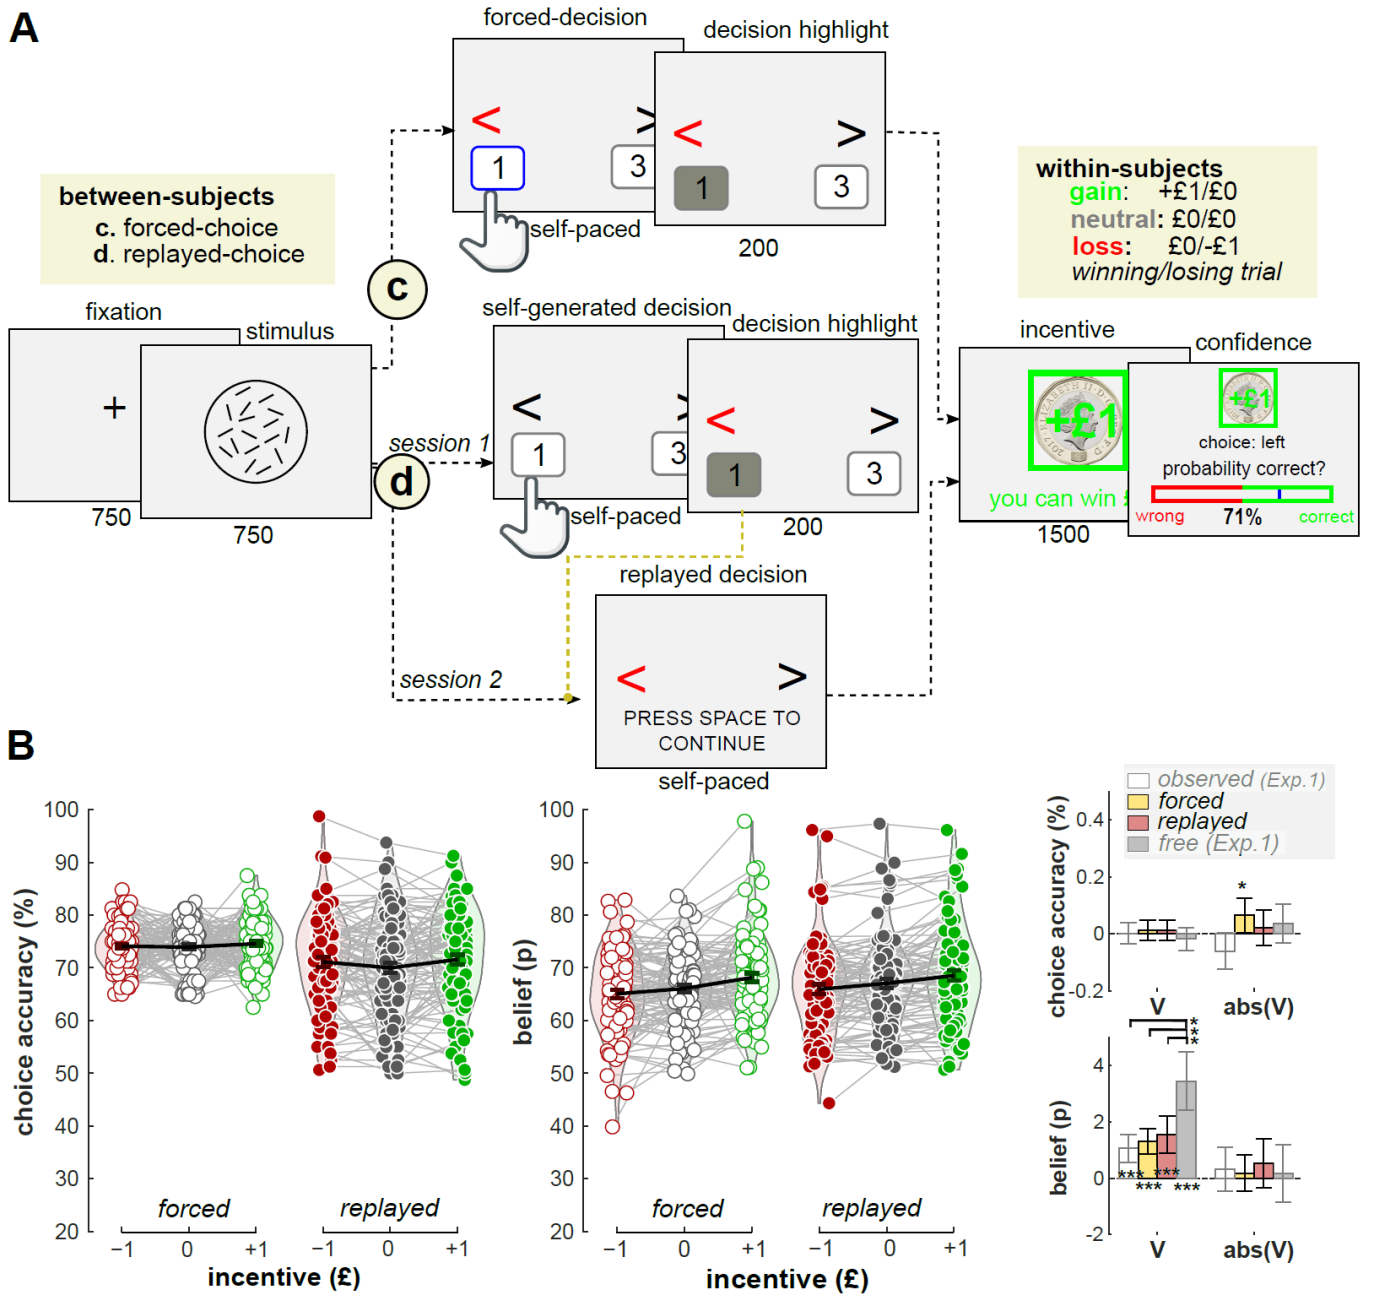 A
forced-decision
decision highlight
<
>
1
3
<
>
1
3
self-paced
200
between-subjects
c. forced-choice
d. replayed-choice
c
within-subjects
gain: +£1/£0
neutral: £0/£0
loss: £0/-£1
winning/losing trial
fixation
stimulus
+
750
750
session 1
d
session 2
self-generated decision
decision highlight
<
>
1
3
<
>
1
3
self-paced
200
replayed decision
<
>
PRESS SPACE TO
CONTINUE
self-paced
incentive
+£1
you can win
1500
confidence
+£1
choice: left
probability correct?
wrong
71%
correct
B
choice accuracy (%)
100
90
80
70
60
50
40
30
20
forced
replayed
−1
0
+1
−1
0
+1
incentive (£)
belief (p)
100
90
80
70
60
50
40
30
20
forced
replayed
−1
0
+1
−1
0
+1
incentive (£)
observed (Exp.1)
forced
replayed
free (Exp.1)
choice accuracy (%)
0.4
0.2
0
-0.2
*
V
abs(V)
belief (p)
4
2
0
-2
*
*
*
***
***
***
***
V
abs(V)